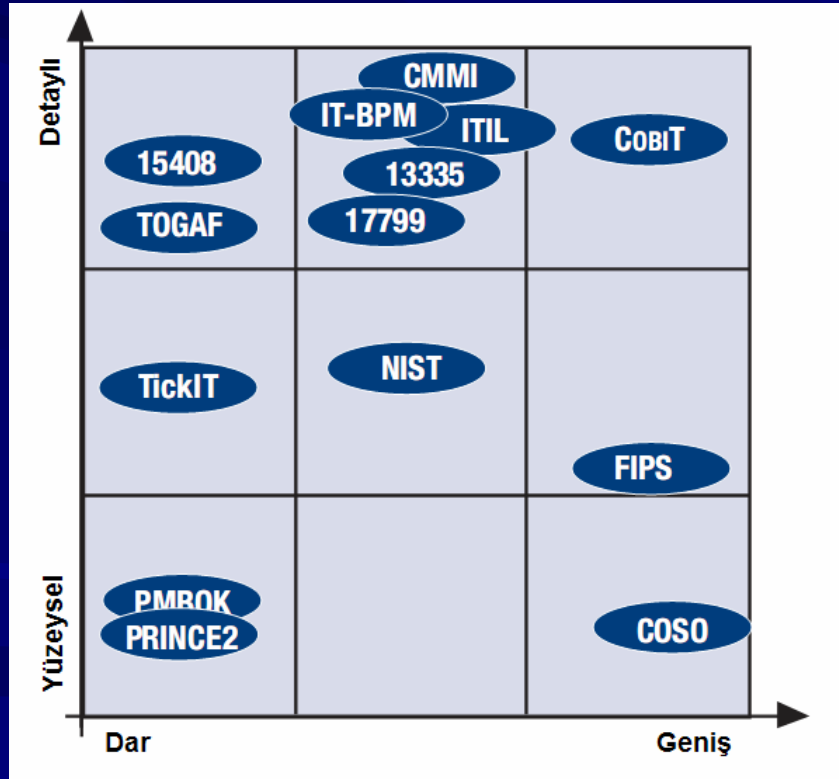 Detaylı
CMMI
IT-BPM
ITIL
COBIT
15408
13335
TOGAF
17799
TickIT
NIST
FIPS
Yüzeysel
PMBOK
PRINCE2
COSO
Dar
Geniş